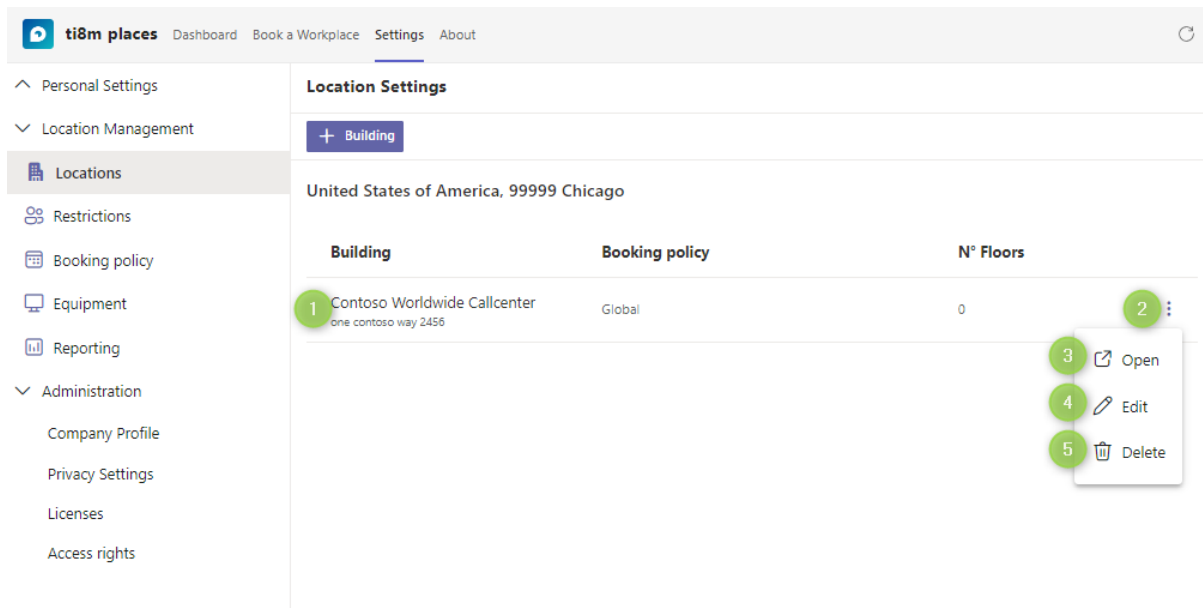 ti8m places Dashboard Book a Workplace Settings About
Personal Settings
Location Management
Locations
Restrictions
Booking policy
Equipment
Reporting
Administration
Company Profile
Privacy Settings
Licenses
Access rights
Location Settings
+ Building
United States of America, 99999 Chicago
Building Booking policy N° Floors
1 Contoso Worldwide Callcenter Global 0 2
one contoso way 2456
3 Open
4 Edit
5 Delete